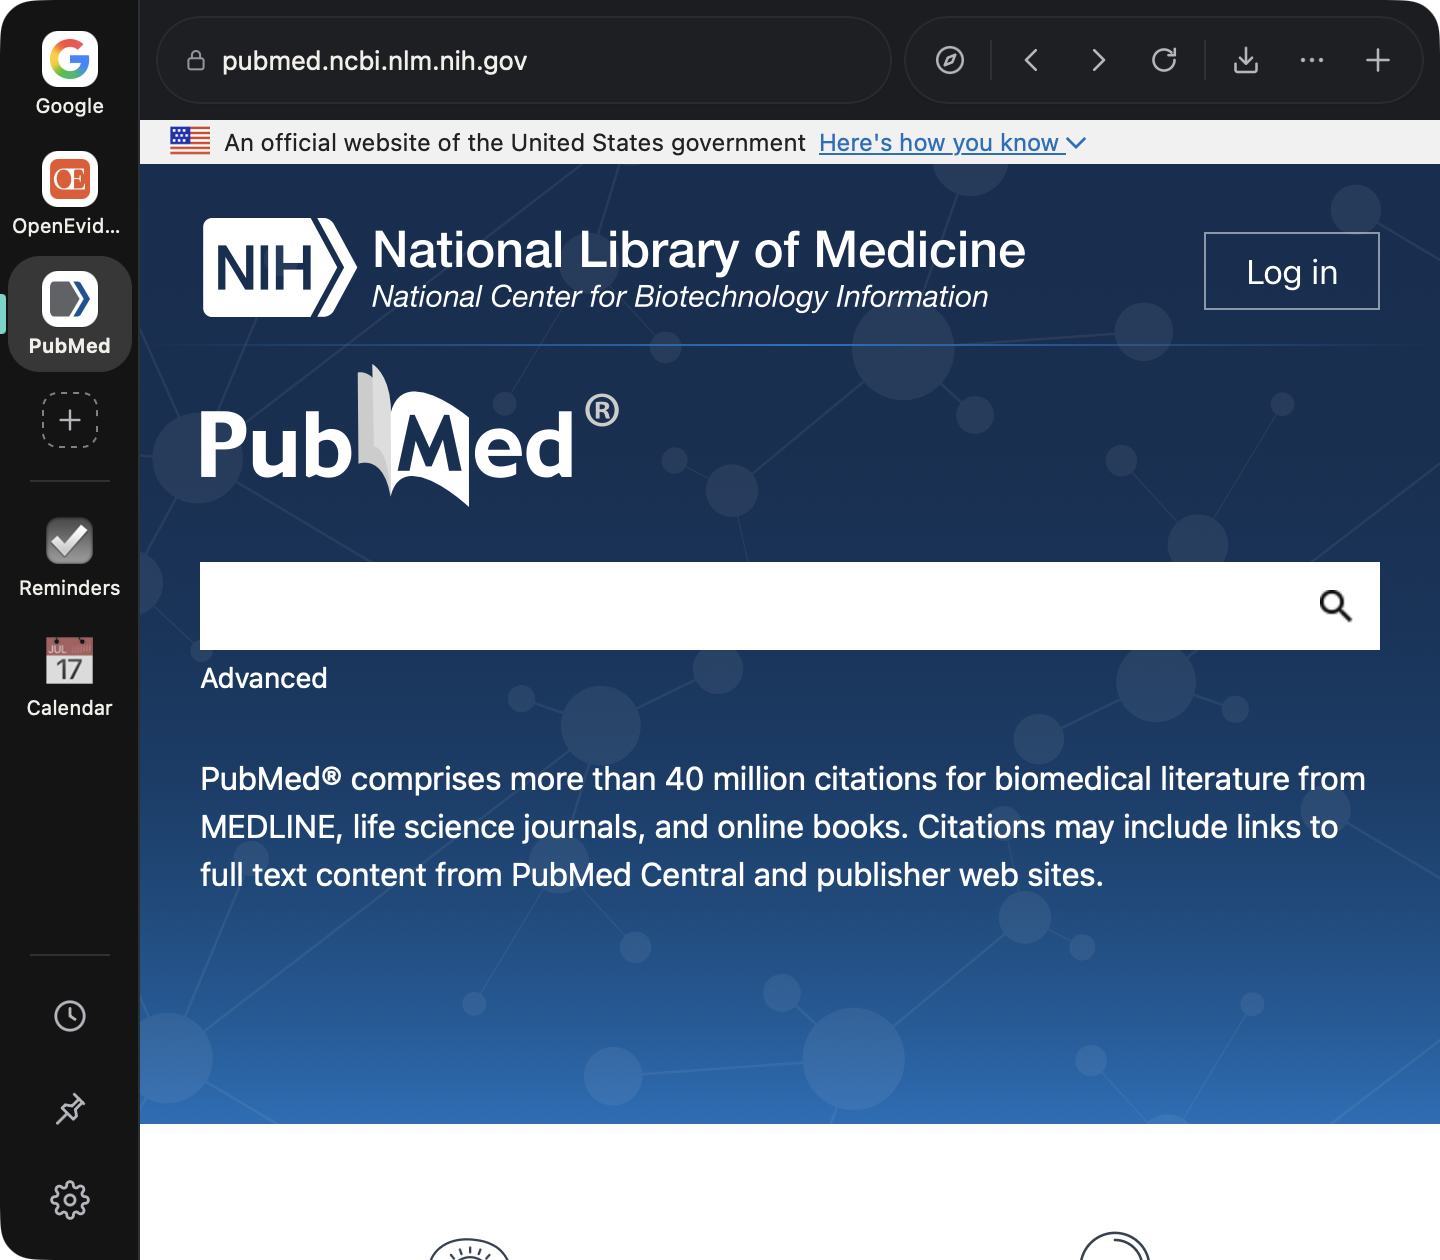 Google
OpenEvid...
PubMed
Reminders
JUL
17
Calendar
pubmed.ncbi.nlm.nih.gov
An official website of the United States government Here's how you know
NIH National Library of Medicine
National Center for Biotechnology Information
Log in
PubMed®
Advanced
PubMed® comprises more than 40 million citations for biomedical literature from
MEDLINE, life science journals, and online books. Citations may include links to
full text content from PubMed Central and publisher web sites.